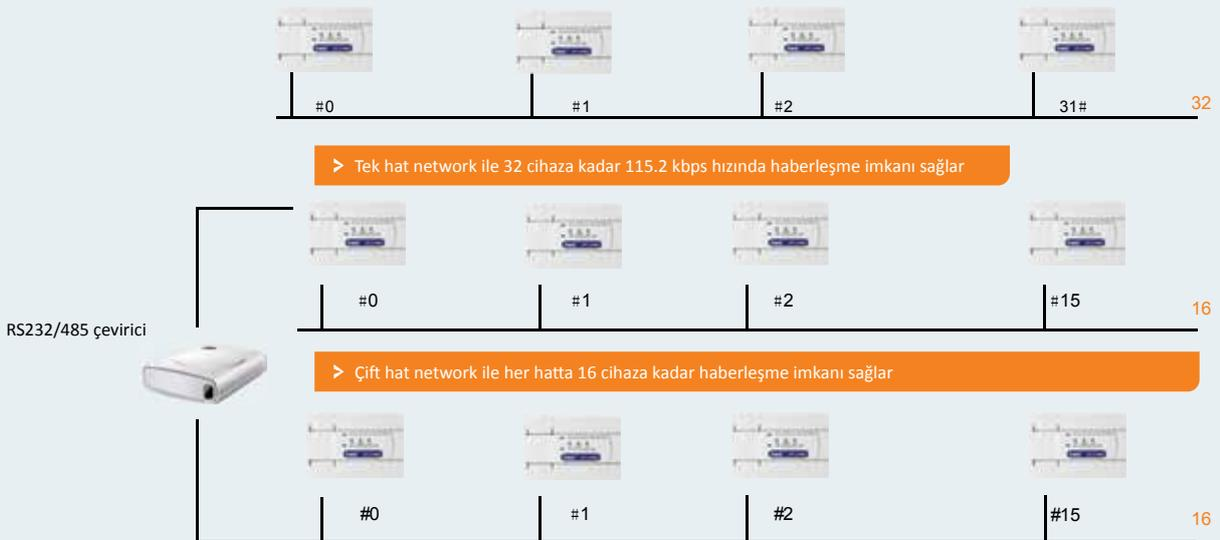 #0 #1 #2 31# 32
> Tek hat network ile 32 cihaza kadar 115.2 kbps hızında haberleşme imkanı sağlar
#0 #1 #2 #15 16
RS232/485 çevirici
> Çift hat network ile her hatta 16 cihaza kadar haberleşme imkanı sağlar
#0 #1 #2 #15 16